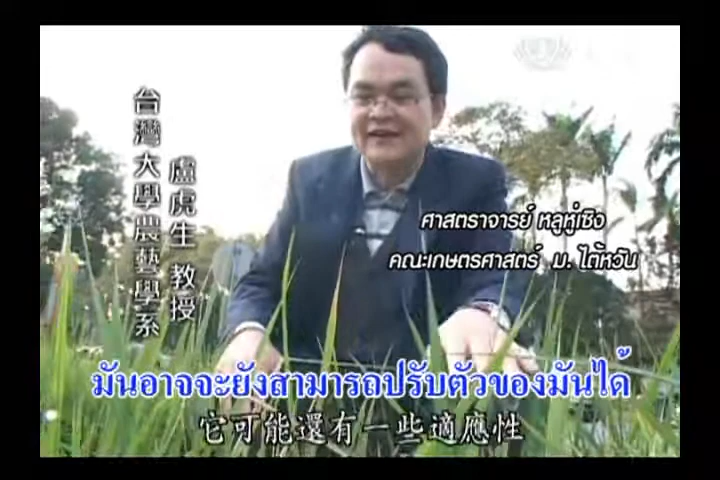 台灣大學農藝學系
盧虎生 教授
ศาสตราจารย์ หลูหู่เซิง
คณะเกษตรศาสตร์ ม. ไต้หวัน
มันอาจจะยังสามารถปรับตัวของมันได้
它可能還有一些適應性